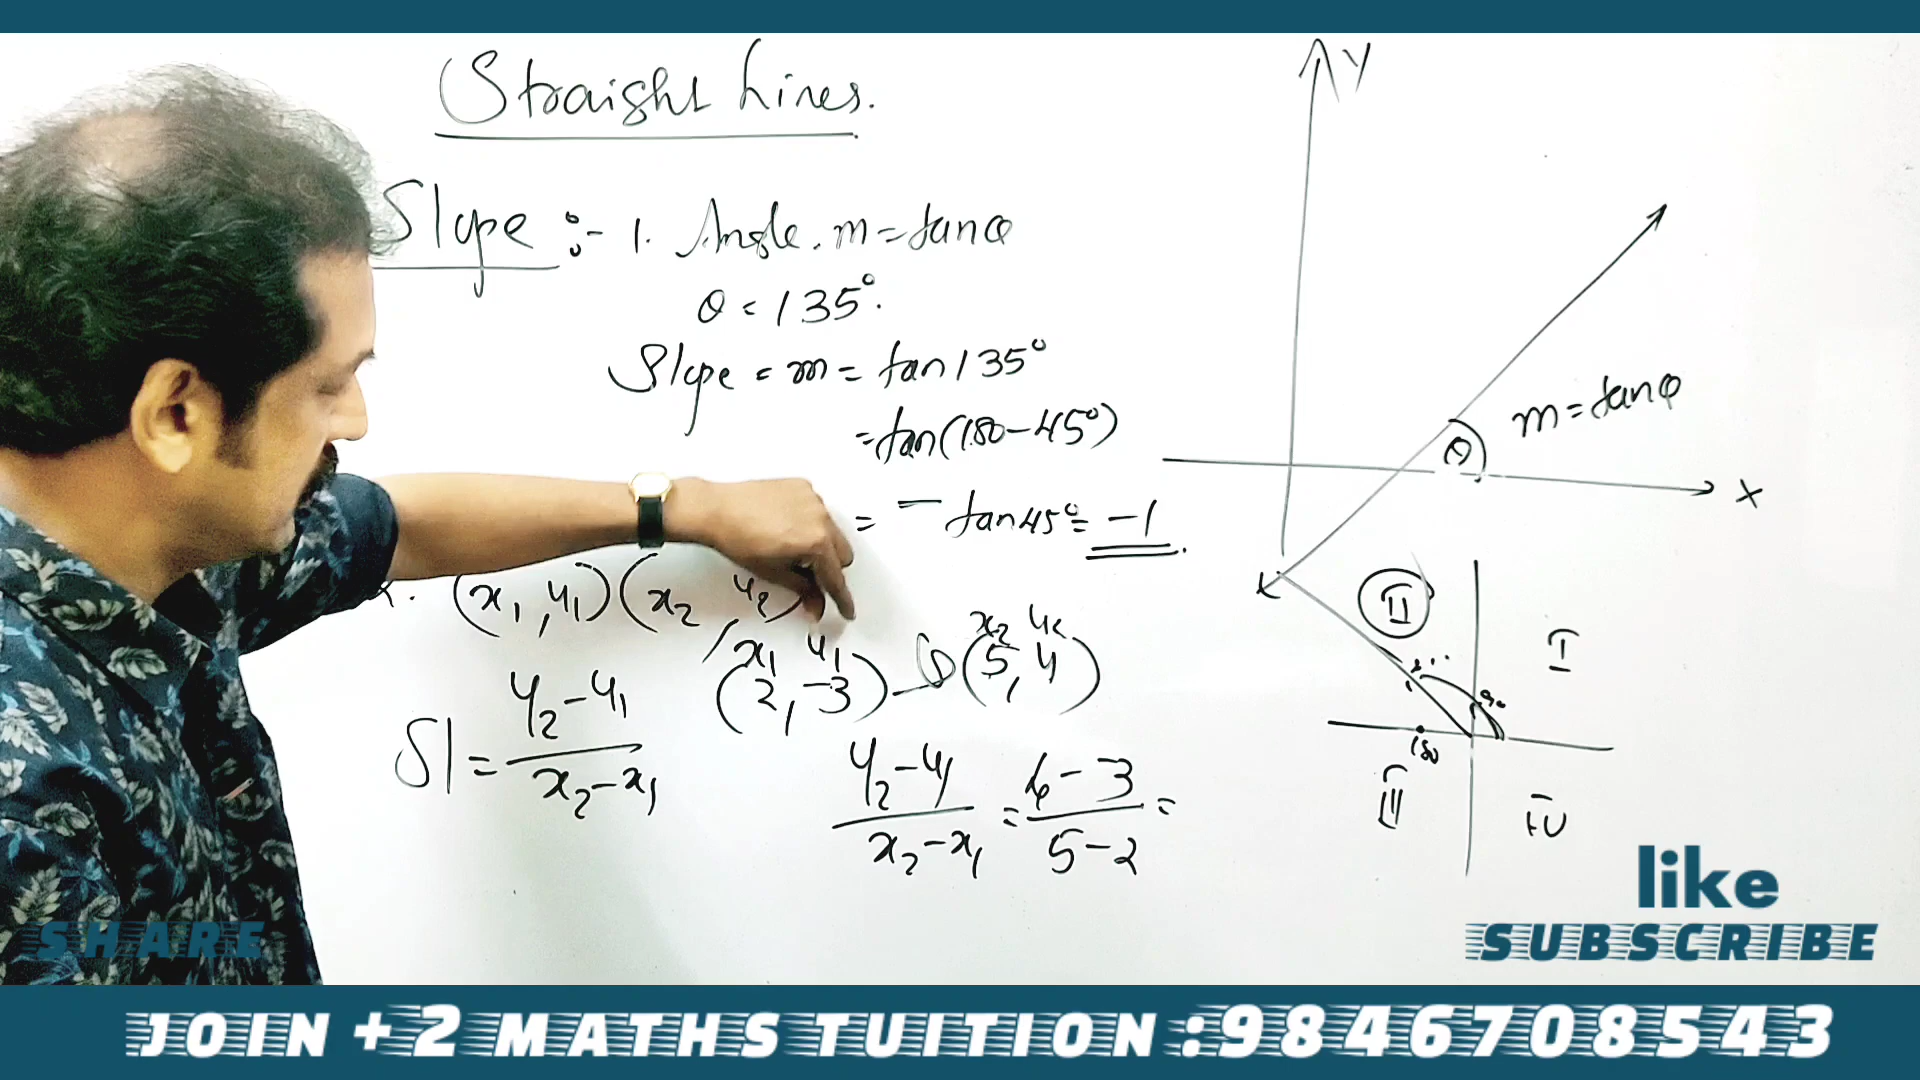 Straight Lines.
Slope :- 1. Angle. m = tanθ
θ = 135°.
Slope = m = tan 135°
= tan(180 - 45°)
= - tan 45° = -1
(x₁, y₁) (x₂ y₂)
x₁ y₁ x₂ y₂
(2, -3) (5, 4)
Sl = y₂ - y₁ / x₂ - x₁
y₂ - y₁ / x₂ - x₁ = 4 - 3 / 5 - 2 =
Y
m = tanθ
θ
X
II
I
90
180
III
IV
like
SHARE
SUBSCRIBE
JOIN +2 MATHS TUITION :9846708543